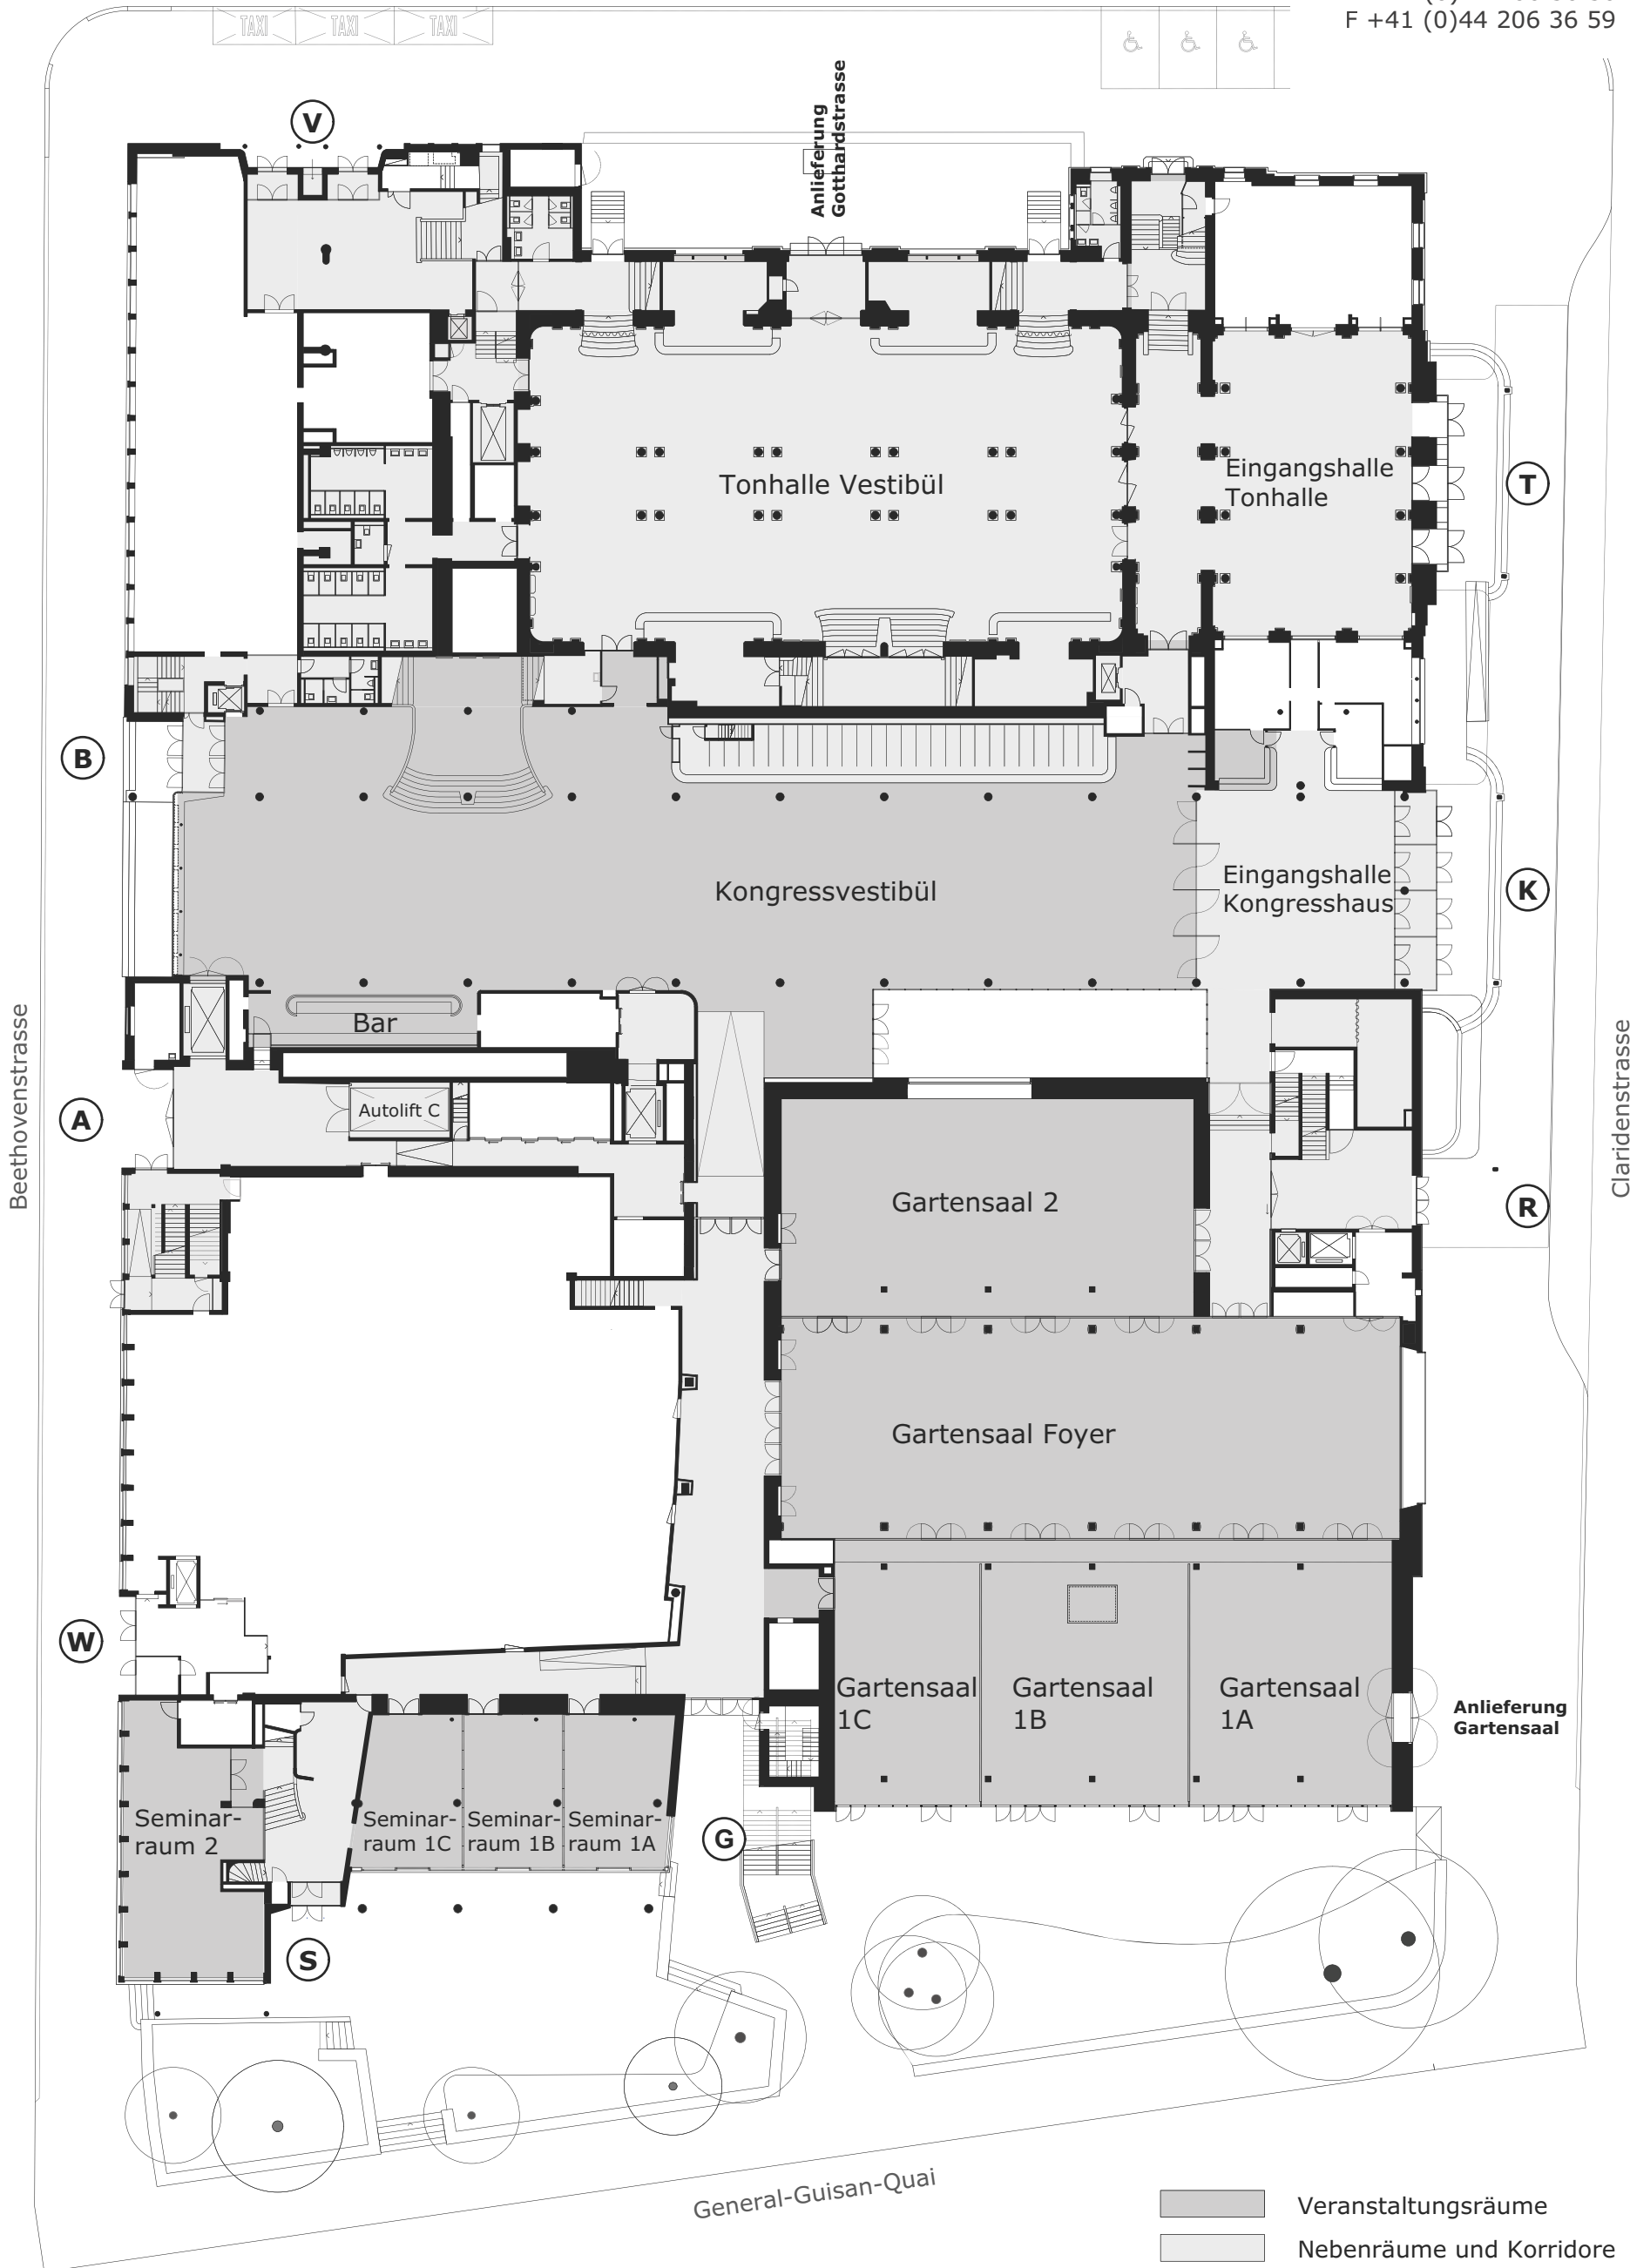 F +41 (0)44 206 36 59
TAXI
TAXI
TAXI
V
Anlieferung
Gotthardstrasse
Tonhalle Vestibül
Eingangshalle
Tonhalle
T
B
Kongressvestibül
Eingangshalle
Kongresshaus
K
Bar
Beethovenstrasse
Claridenstrasse
A
Autolift C
Gartensaal 2
R
Gartensaal Foyer
W
Gartensaal
1C
Gartensaal
1B
Gartensaal
1A
Anlieferung
Gartensaal
Seminar-
raum 2
Seminar-
raum 1C
Seminar-
raum 1B
Seminar-
raum 1A
G
S
General-Guisan-Quai
Veranstaltungsräume
Nebenräume und Korridore